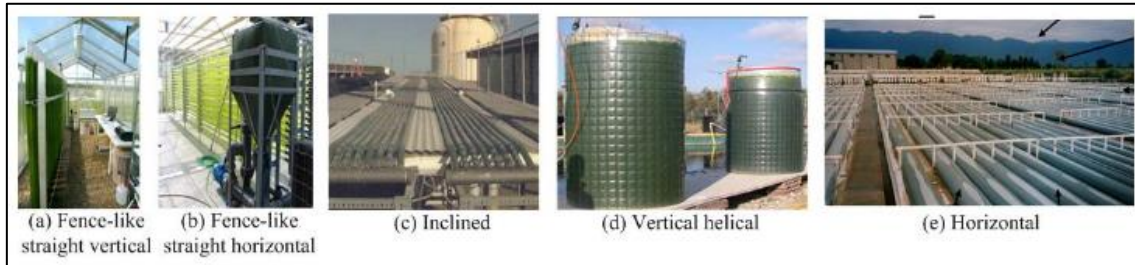 (a) Fence-like
straight vertical
(b) Fence-like
straight horizontal
(c) Inclined
(d) Vertical helical
(e) Horizontal